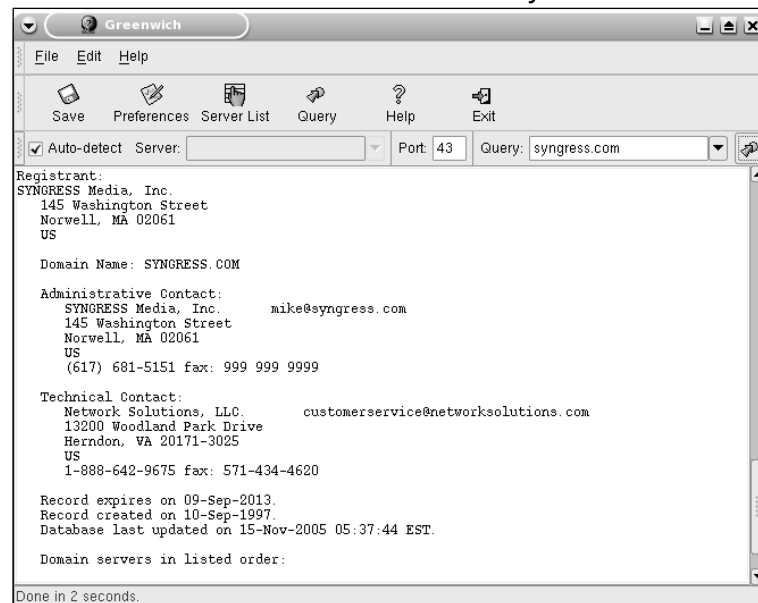 Greenwich
File Edit Help
Save Preferences Server List Query Help Exit
Auto-detect Server: Port: 43 Query: syngress.com
Registrant:
SYNGRESS Media, Inc.
145 Washington Street
Norwell, MA 02061
US
Domain Name: SYNGRESS.COM
Administrative Contact:
SYNGRESS Media, Inc. mike@syngress.com
145 Washington Street
Norwell, MA 02061
US
(617) 681-5151 fax: 999 999 9999
Technical Contact:
Network Solutions, LLC. customerservice@networksolutions.com
13200 Woodland Park Drive
Herndon, VA 20171-3025
US
1-888-642-9675 fax: 571-434-4620
Record expires on 09-Sep-2013.
Record created on 10-Sep-1997.
Database last updated on 15-Nov-2005 05:37:44 EST.
Domain servers in listed order:
Done in 2 seconds.